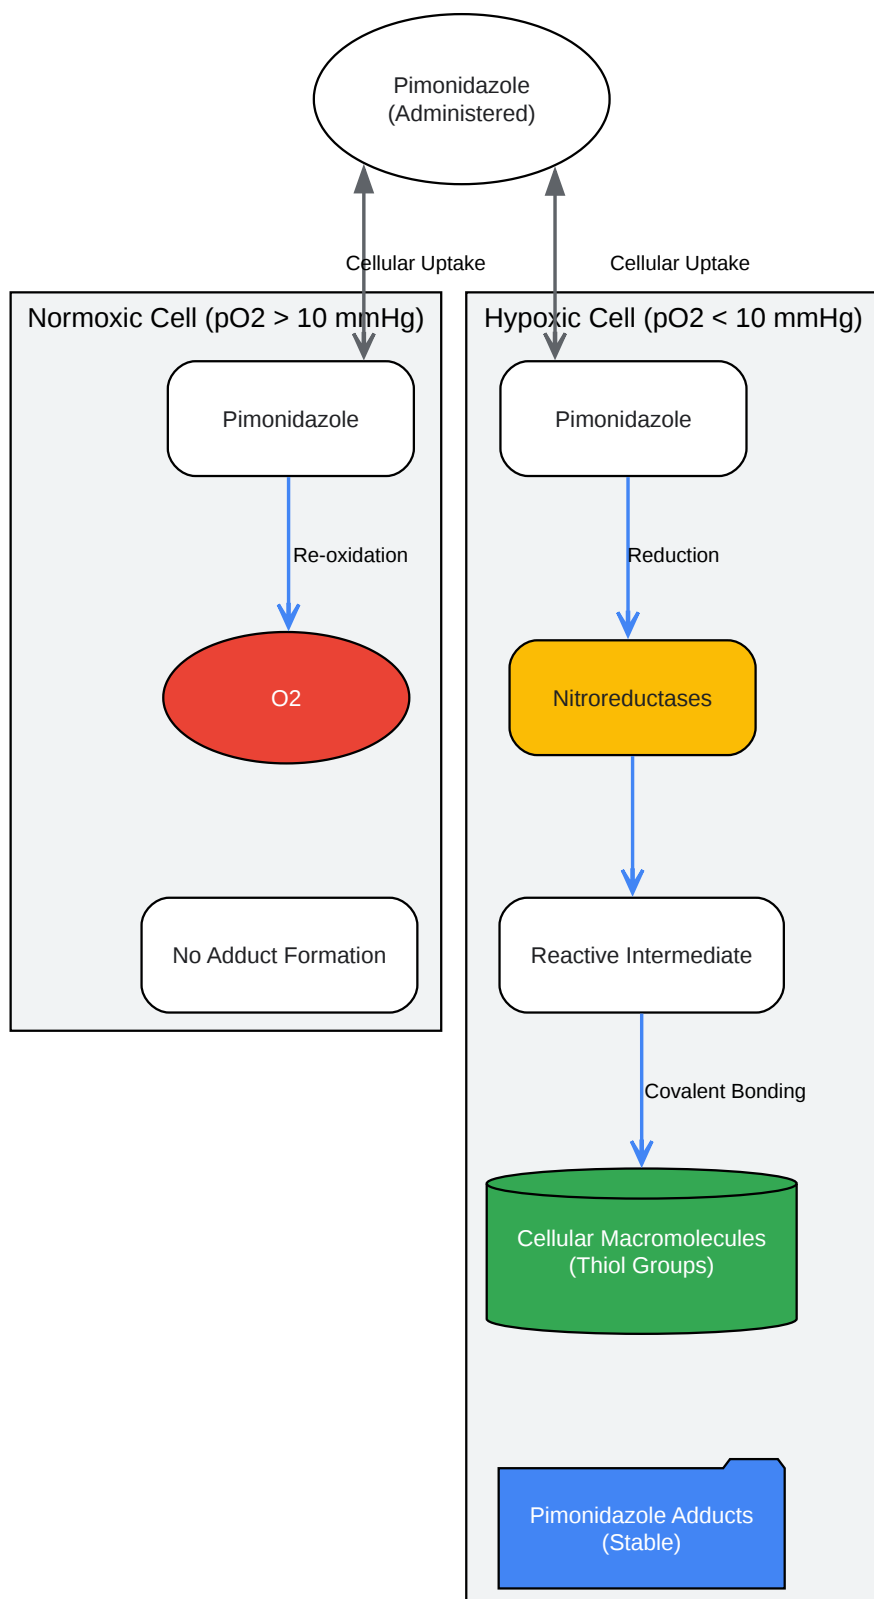 Pimonidazole
(Administered)
Cellular Uptake
Cellular Uptake
Normoxic Cell (pO2 > 10 mmHg)
Pimonidazole
Re-oxidation
O2
No Adduct Formation
Hypoxic Cell (pO2 < 10 mmHg)
Pimonidazole
Reduction
Nitroreductases
Reactive Intermediate
Covalent Bonding
Cellular Macromolecules
(Thiol Groups)
Pimonidazole Adducts
(Stable)